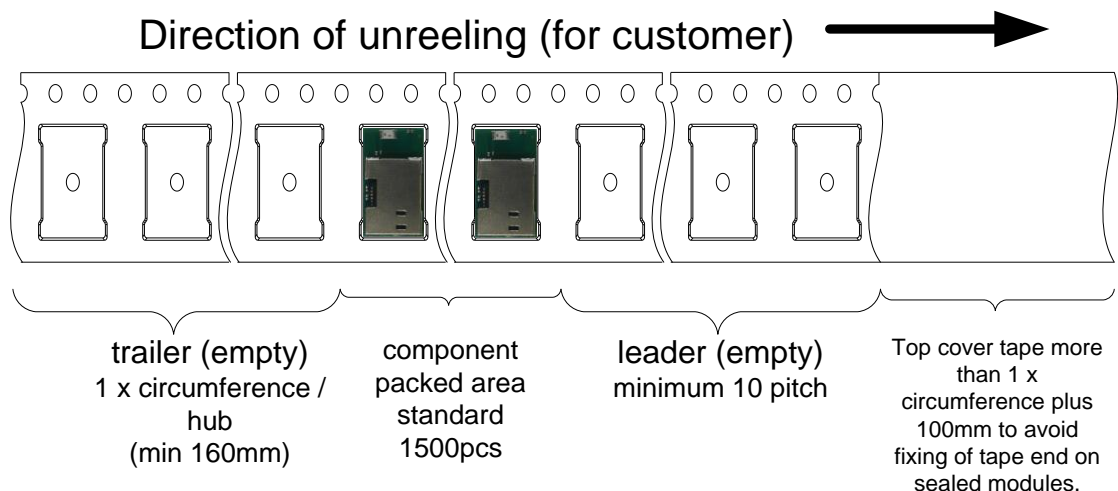 Direction of unreeling (for customer)
trailer (empty)
1 x circumference /
hub
(min 160mm)
component
packed area
standard
1500pcs
leader (empty)
minimum 10 pitch
Top cover tape more
than 1 x
circumference plus
100mm to avoid
fixing of tape end on
sealed modules.